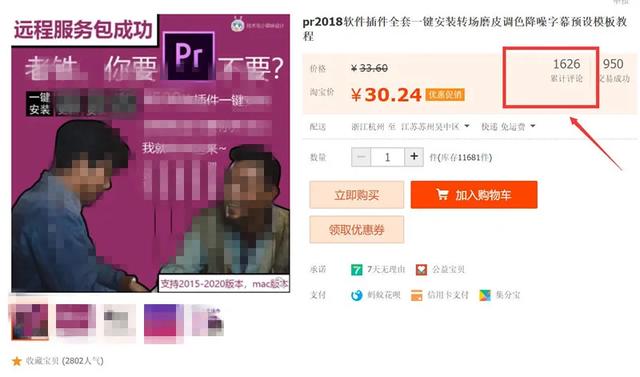 远程服务包成功
老铁 你要 不要?
Pr
一键
安装
插件一键
我就 起来~
支持2015-2020版本，mac版本
收藏宝贝 (2802人气)
pr2018软件插件全套一键安装转场磨皮调色降噪字幕预设模板教
程
价格 ¥ 33.60 1626 950
累计评论 交易成功
淘宝价 ¥30.24 优惠促销
配送 浙江杭州 至 江苏苏州吴中区 快递 免运费
数量 1 件(库存11681件)
立即购买 加入购物车
领取优惠券
承诺 7天无理由 公益宝贝
支付 蚂蚁花呗 信用卡支付 集分宝